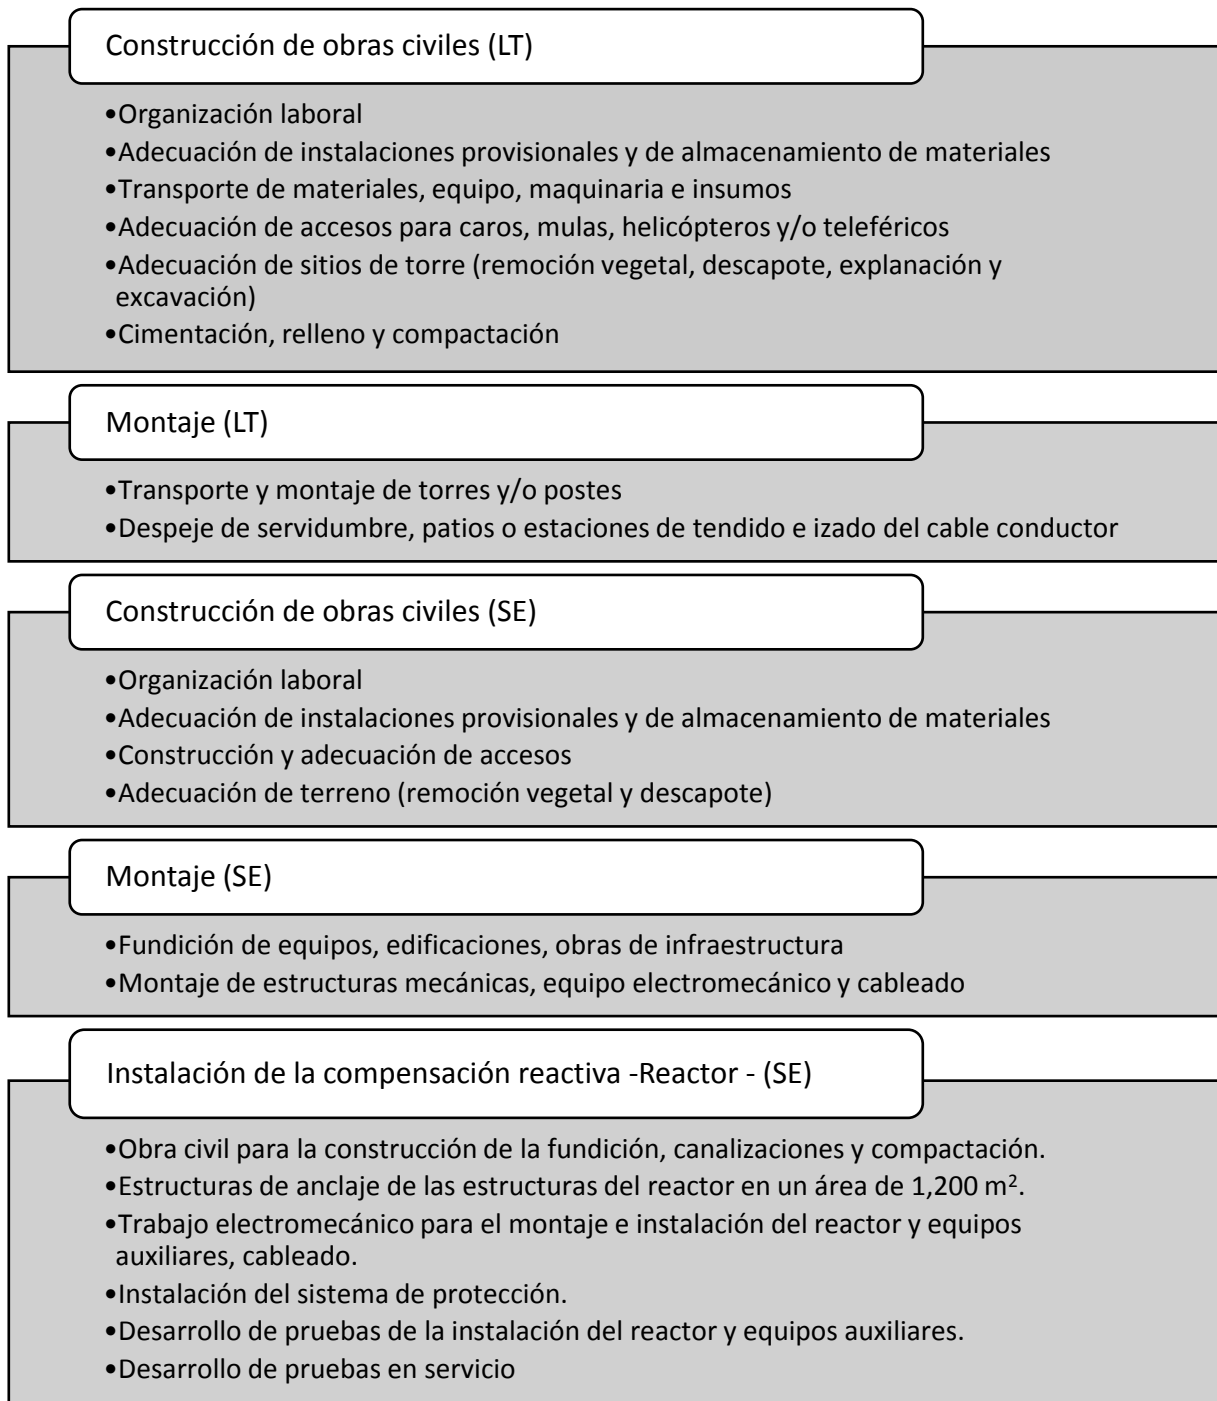 Construcción de obras civiles (LT)
•Organización laboral
•Adecuación de instalaciones provisionales y de almacenamiento de materiales
•Transporte de materiales, equipo, maquinaria e insumos
•Adecuación de accesos para caros, mulas, helicópteros y/o teleféricos
•Adecuación de sitios de torre (remoción vegetal, descapote, explanación y
excavación)
•Cimentación, relleno y compactación
Montaje (LT)
•Transporte y montaje de torres y/o postes
•Despeje de servidumbre, patios o estaciones de tendido e izado del cable conductor
Construcción de obras civiles (SE)
•Organización laboral
•Adecuación de instalaciones provisionales y de almacenamiento de materiales
•Construcción y adecuación de accesos
•Adecuación de terreno (remoción vegetal y descapote)
Montaje (SE)
•Fundición de equipos, edificaciones, obras de infraestructura
•Montaje de estructuras mecánicas, equipo electromecánico y cableado
Instalación de la compensación reactiva -Reactor - (SE)
•Obra civil para la construcción de la fundición, canalizaciones y compactación.
•Estructuras de anclaje de las estructuras del reactor en un área de 1,200 m².
•Trabajo electromecánico para el montaje e instalación del reactor y equipos
auxiliares, cableado.
•Instalación del sistema de protección.
•Desarrollo de pruebas de la instalación del reactor y equipos auxiliares.
•Desarrollo de pruebas en servicio